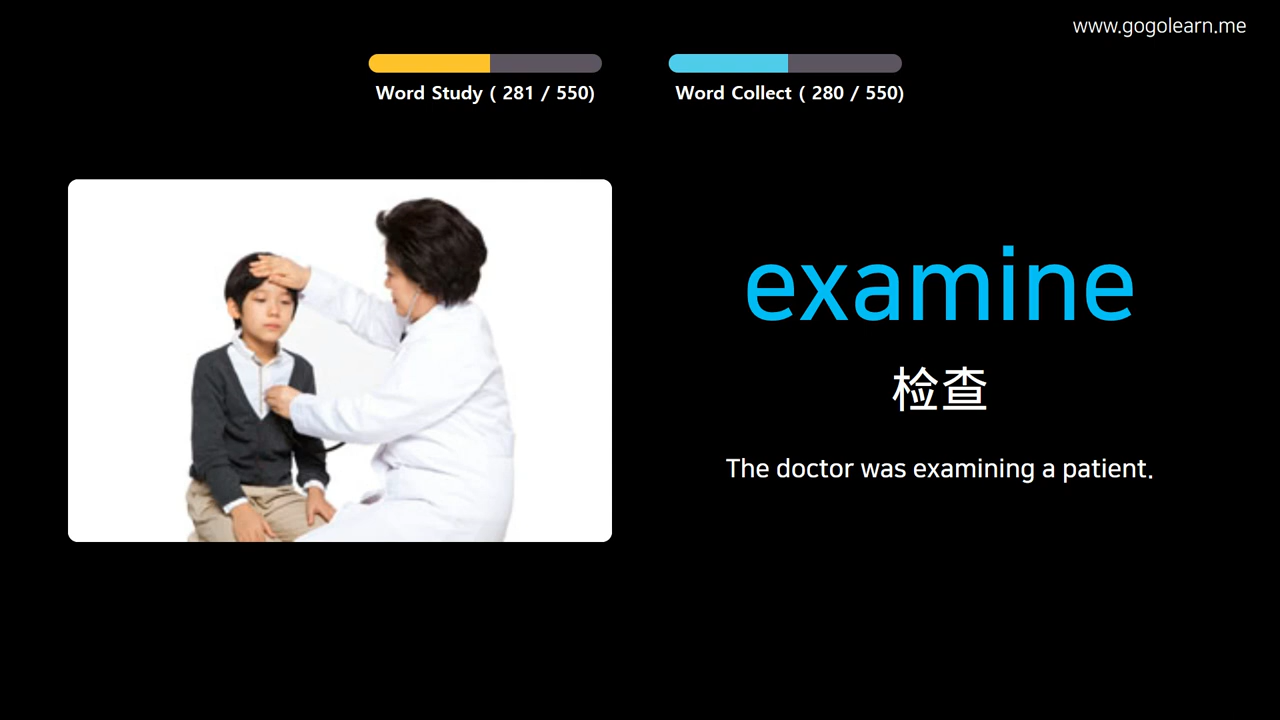 www.gogolearn.me
Word Study ( 281 / 550)
Word Collect ( 280 / 550)
examine
检查
The doctor was examining a patient.